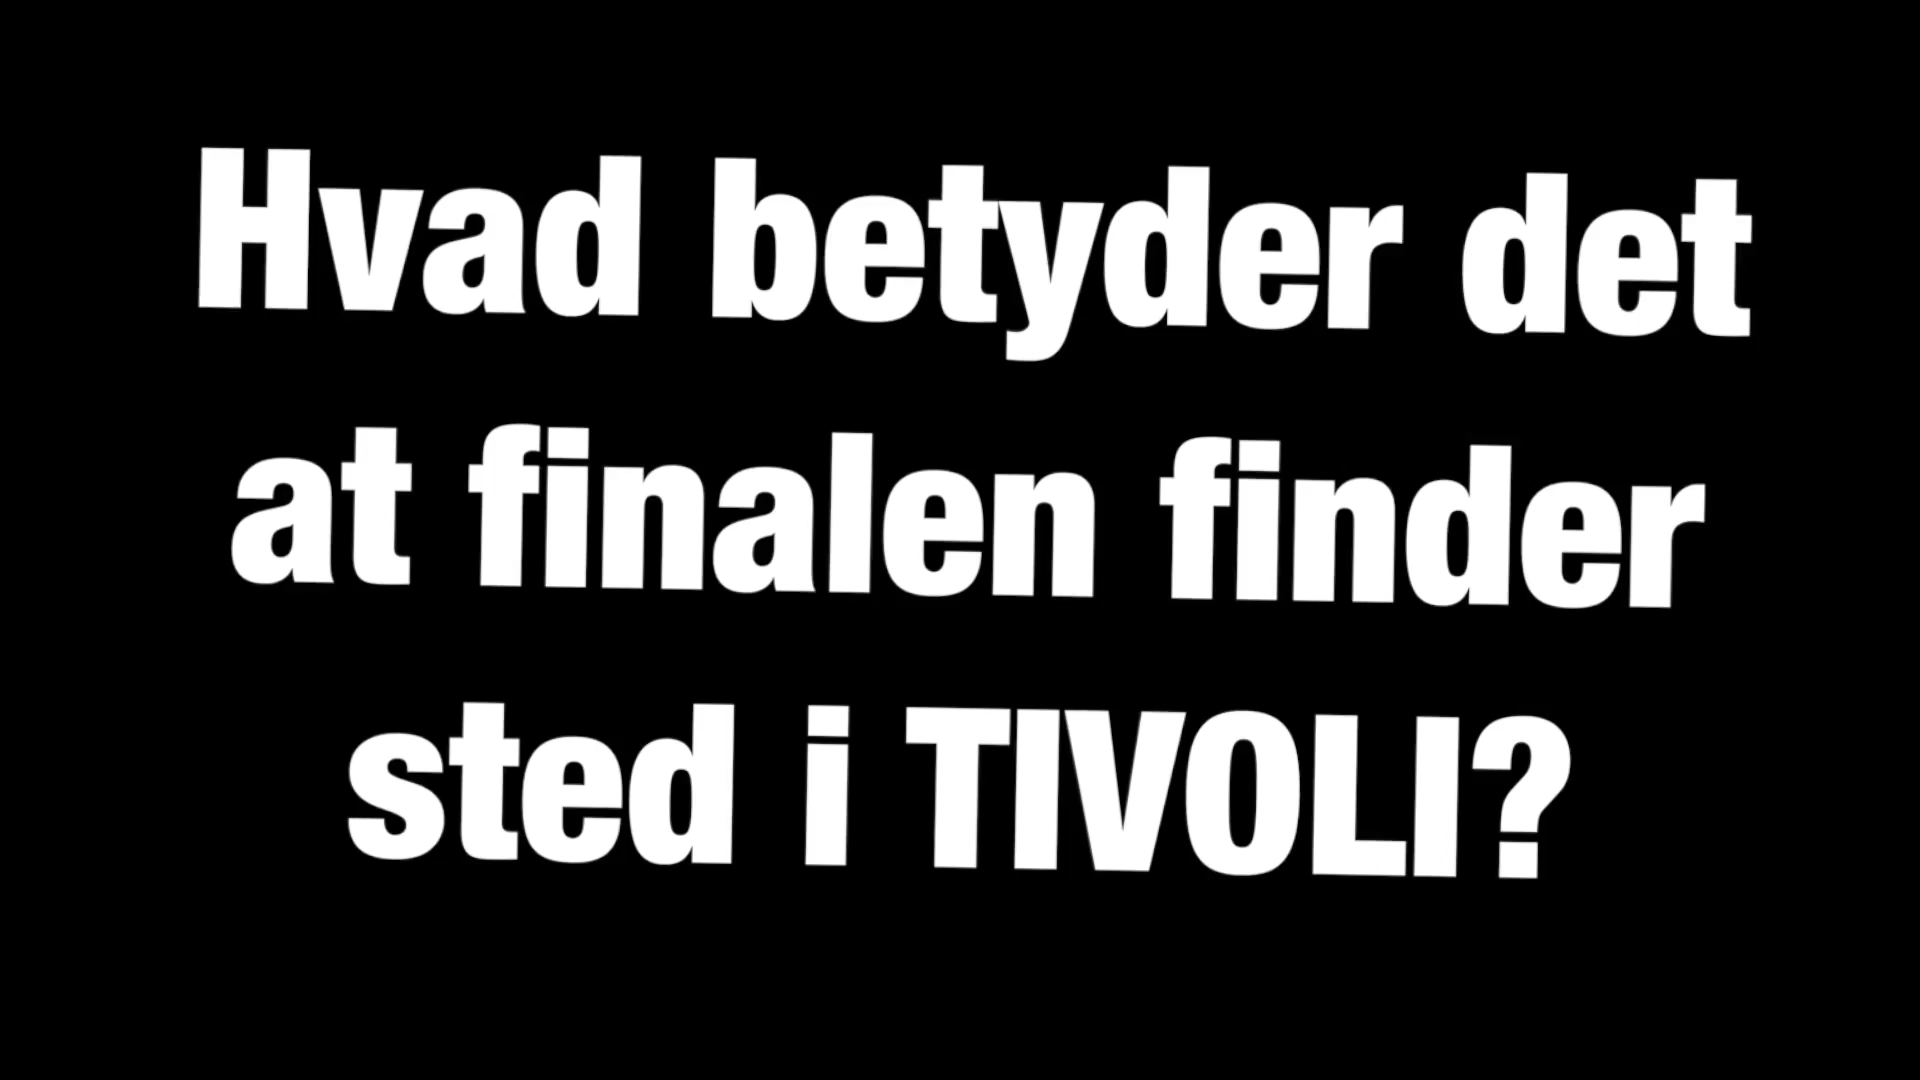 Hvad betyder det
at finalen finder
sted i TIVOLI?